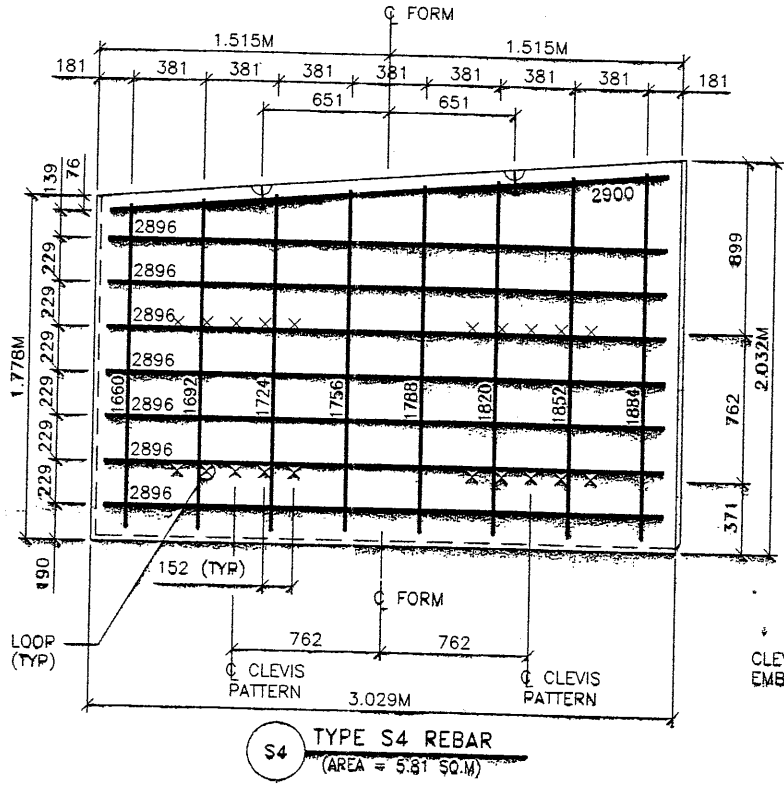 ℄ FORM
1.515M 1.515M
181 381 381 381 381 381 381 381 181
651 651
139 76
2900
2896
2896
2896
2896
2896
2896
2896
1660 1692 1724 1756 1788 1820 1852 1884
1.778M
229
229
229
229
229
229
190
899
762
371
2.032M
152 (TYP)
℄ FORM
LOOP
(TYP)
762 762
℄ CLEVIS
PATTERN
℄ CLEVIS
PATTERN
3.029M
CLEV
EMB
S4
TYPE S4 REBAR
(AREA = 5.81 SQ.M)